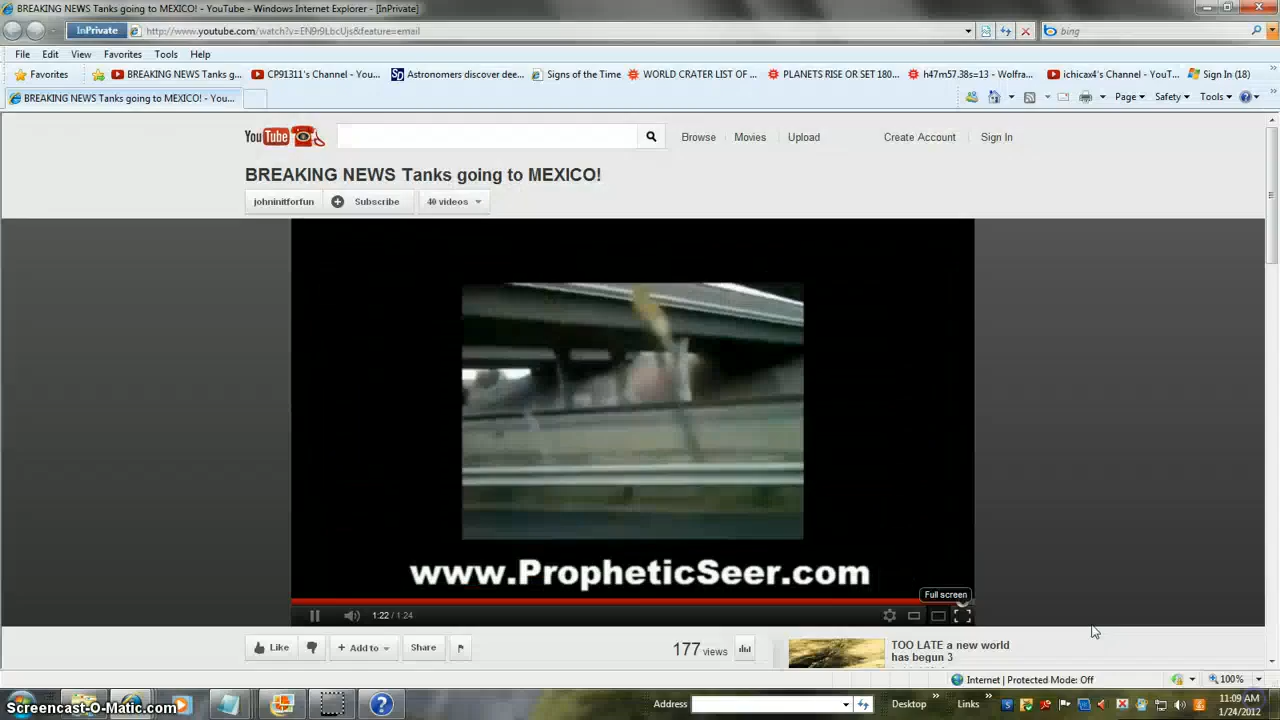 BREAKING NEWS Tanks going to MEXICO! - YouTube - Windows Internet Explorer - [InPrivate]
InPrivate http://www.youtube.com/watch?v=EN9r9LbcUjs&feature=email bing
File Edit View Favorites Tools Help
Favorites BREAKING NEWS Tanks g... CP91311's Channel - You... Astronomers discover dee... Signs of the Time WORLD CRATER LIST OF ... PLANETS RISE OR SET 180... h47m57.38s=13 - Wolfra... ichicax4's Channel - YouT... Sign In (18)
BREAKING NEWS Tanks going to MEXICO! - You... Page Safety Tools
YouTube Browse Movies Upload Create Account Sign In
BREAKING NEWS Tanks going to MEXICO!
johninitforfun Subscribe 40 videos
www.PropheticSeer.com
Full screen
1:22 / 1:24
Like Add to Share 177 views
TOO LATE a new world
has begun 3
Internet | Protected Mode: Off 100%
Address Desktop Links 11:09 AM
1/24/2012
Screencast-O-Matic.com